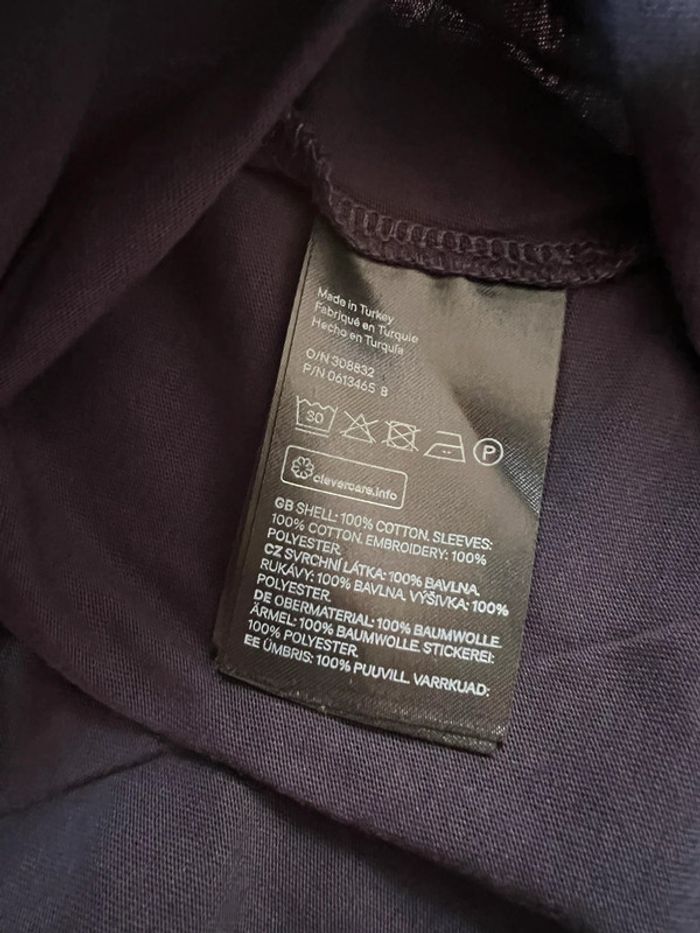 Made in Turkey
Fabriqué en Turquie
Hecho en Turquía
O/N 308832
P/N 0613465 8
30
P
clevercare.info
GB SHELL: 100% COTTON. SLEEVES:
100% COTTON. EMBROIDERY: 100%
POLYESTER.
CZ SVRCHNÍ LÁTKA: 100% BAVLNA.
RUKÁVY: 100% BAVLNA. VÝŠIVKA: 100%
POLYESTER.
DE OBERMATERIAL: 100% BAUMWOLLE.
ÄRMEL: 100% BAUMWOLLE. STICKEREI:
100% POLYESTER.
EE ÜMBRIS: 100% PUUVILL. VARRKUAD: